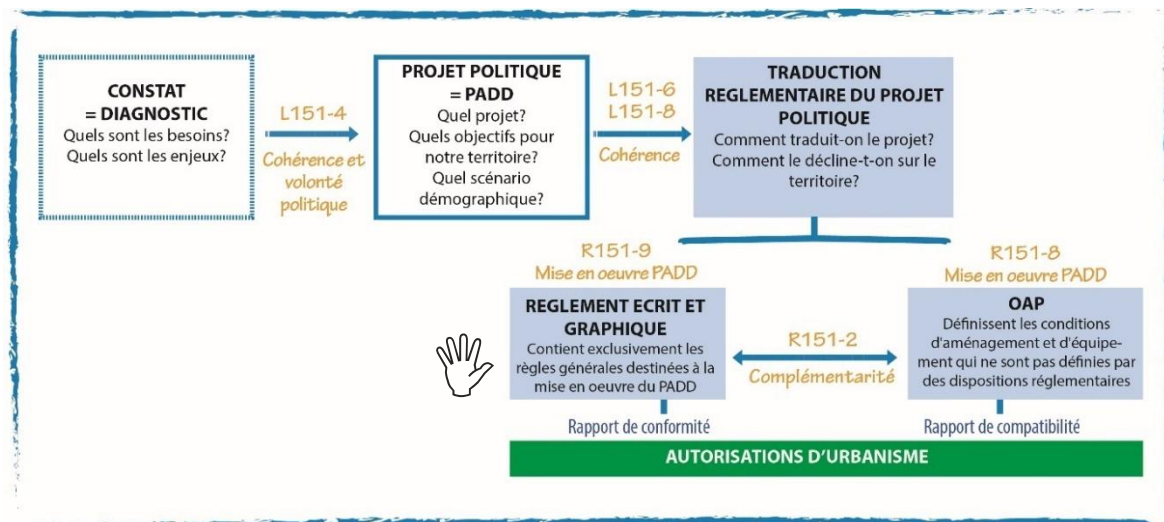 CONSTAT
= DIAGNOSTIC
Quels sont les besoins?
Quels sont les enjeux?
L151-4
Cohérence et
volonté
politique
PROJET POLITIQUE
= PADD
Quel projet?
Quels objectifs pour
notre territoire?
Quel scénario
démographique?
L151-6
L151-8
Cohérence
TRADUCTION
REGLEMENTAIRE DU PROJET
POLITIQUE
Comment traduit-on le projet?
Comment le décline-t-on sur le
territoire?
R151-9
Mise en oeuvre PADD
REGLEMENT ECRIT ET
GRAPHIQUE
Contient exclusivement les
règles générales destinées à la
mise en oeuvre du PADD
R151-2
Complémentarité
R151-8
Mise en oeuvre PADD
OAP
Définissent les conditions
d'aménagement et d'équipe-
ment qui ne sont pas définies par
des dispositions réglementaires
Rapport de conformité
Rapport de compatibilité
AUTORISATIONS D'URBANISME